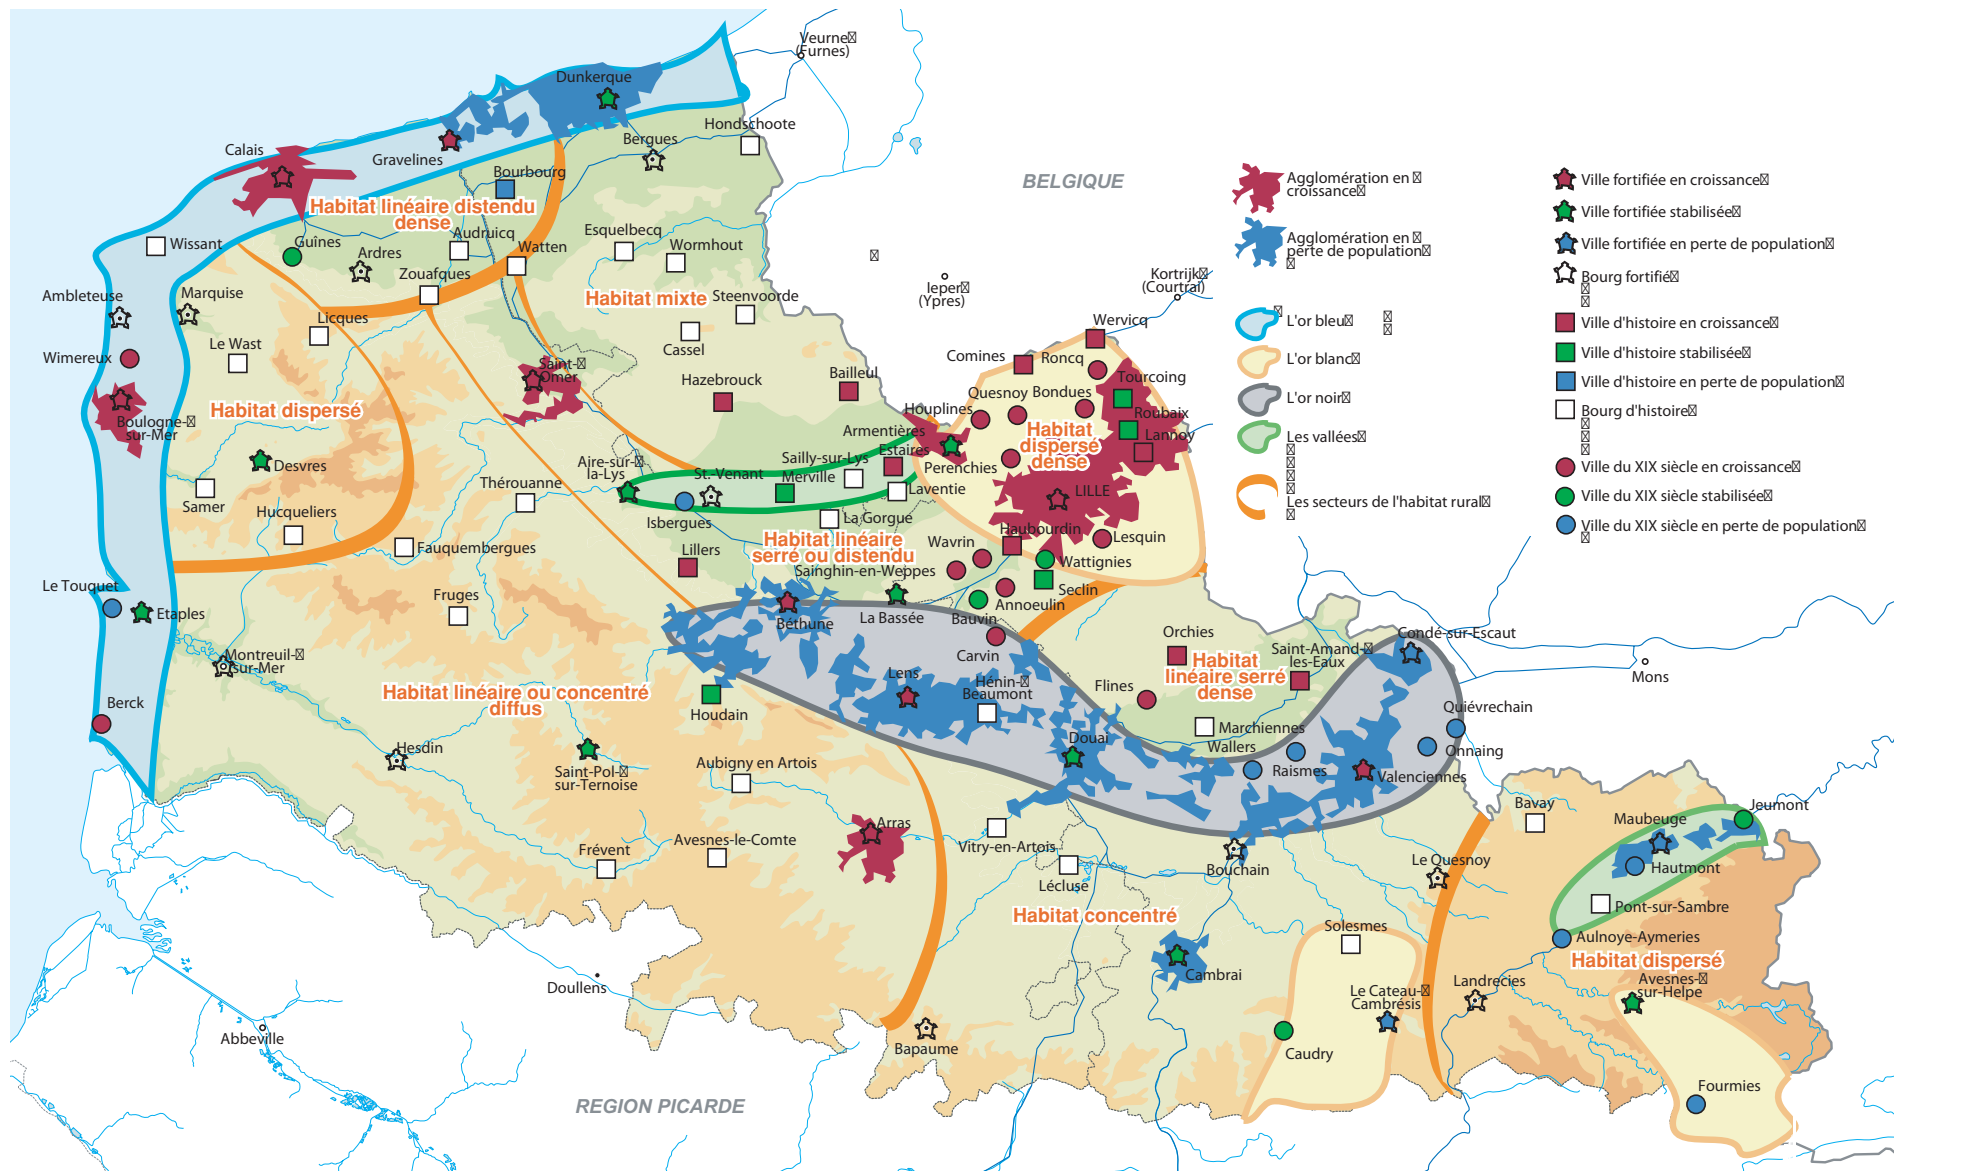 Veurne
(Furnes)
Dunkerque
Hondschoote
Bergues
Calais
Gravelines
Bourbourg
BELGIQUE
Habitat linéaire distendu
dense
Wissant
Guînes
Ardres
Audruicq
Watten
Zouafques
Esquelbecq
Wormhout
Ieper
(Ypres)
Kortrijk
(Courtrai)
Ambleteuse
Marquise
Licques
Habitat mixte
Steenvoorde
Wervicq
Le Wast
Wimereux
Cassel
Comines
Roncq
Saint-
Omer
Hazebrouck
Bailleul
Tourcoing
Quesnoy
Bondues
Habitat dispersé
Houplines
Roubaix
Boulogne-
sur-Mer
Armentières
Habitat
dispersé
dense
Lannoy
Desvres
Aire-sur-
la-Lys
St.-Venant
Sailly-sur-Lys
Estaires
Merville
Perenchies
Thérouanne
Laventie
LILLE
Samer
Hucqueliers
Isbergues
La Gorgue
Haubourdin
Fauquembergues
Lillers
Habitat linéaire
serré ou distendu
Wavrin
Lesquin
Sainghin-en-Weppes
Wattignies
Le Touquet
Etaples
Fruges
Seclin
Annoeulin
Béthune
La Bassée
Bauvin
Carvin
Orchies
Condé-sur-Escaut
Montreuil-
sur-Mer
Saint-Amand-
les-Eaux
Habitat
linéaire serré
dense
Mons
Berck
Habitat linéaire ou concentré
diffus
Houdain
Lens
Hénin-
Beaumont
Flines
Quiévrechain
Marchiennes
Hesdin
Saint-Pol-
sur-Ternoise
Aubigny en Artois
Douai
Wallers
Raismes
Onnaing
Valenciennes
Bavay
Jeumont
Maubeuge
Arras
Avesnes-le-Comte
Frévent
Vitry-en-Artois
Lécluse
Bouchain
Le Quesnoy
Hautmont
Pont-sur-Sambre
Habitat concentré
Solesmes
Aulnoye-Aymeries
Habitat dispersé
Cambrai
Doullens
Landrecies
Avesnes-
sur-Helpe
Le Cateau-
Cambrésis
Abbeville
Bapaume
Caudry
Fourmies
REGION PICARDE
Agglomération en
croissance
Agglomération en
perte de population
L'or bleu
L'or blanc
L'or noir
Les vallées
Les secteurs de l'habitat rural
Ville fortifiée en croissance
Ville fortifiée stabilisée
Ville fortifiée en perte de population
Bourg fortifié
Ville d'histoire en croissance
Ville d'histoire stabilisée
Ville d'histoire en perte de population
Bourg d'histoire
Ville du XIX siècle en croissance
Ville du XIX siècle stabilisée
Ville du XIX siècle en perte de population